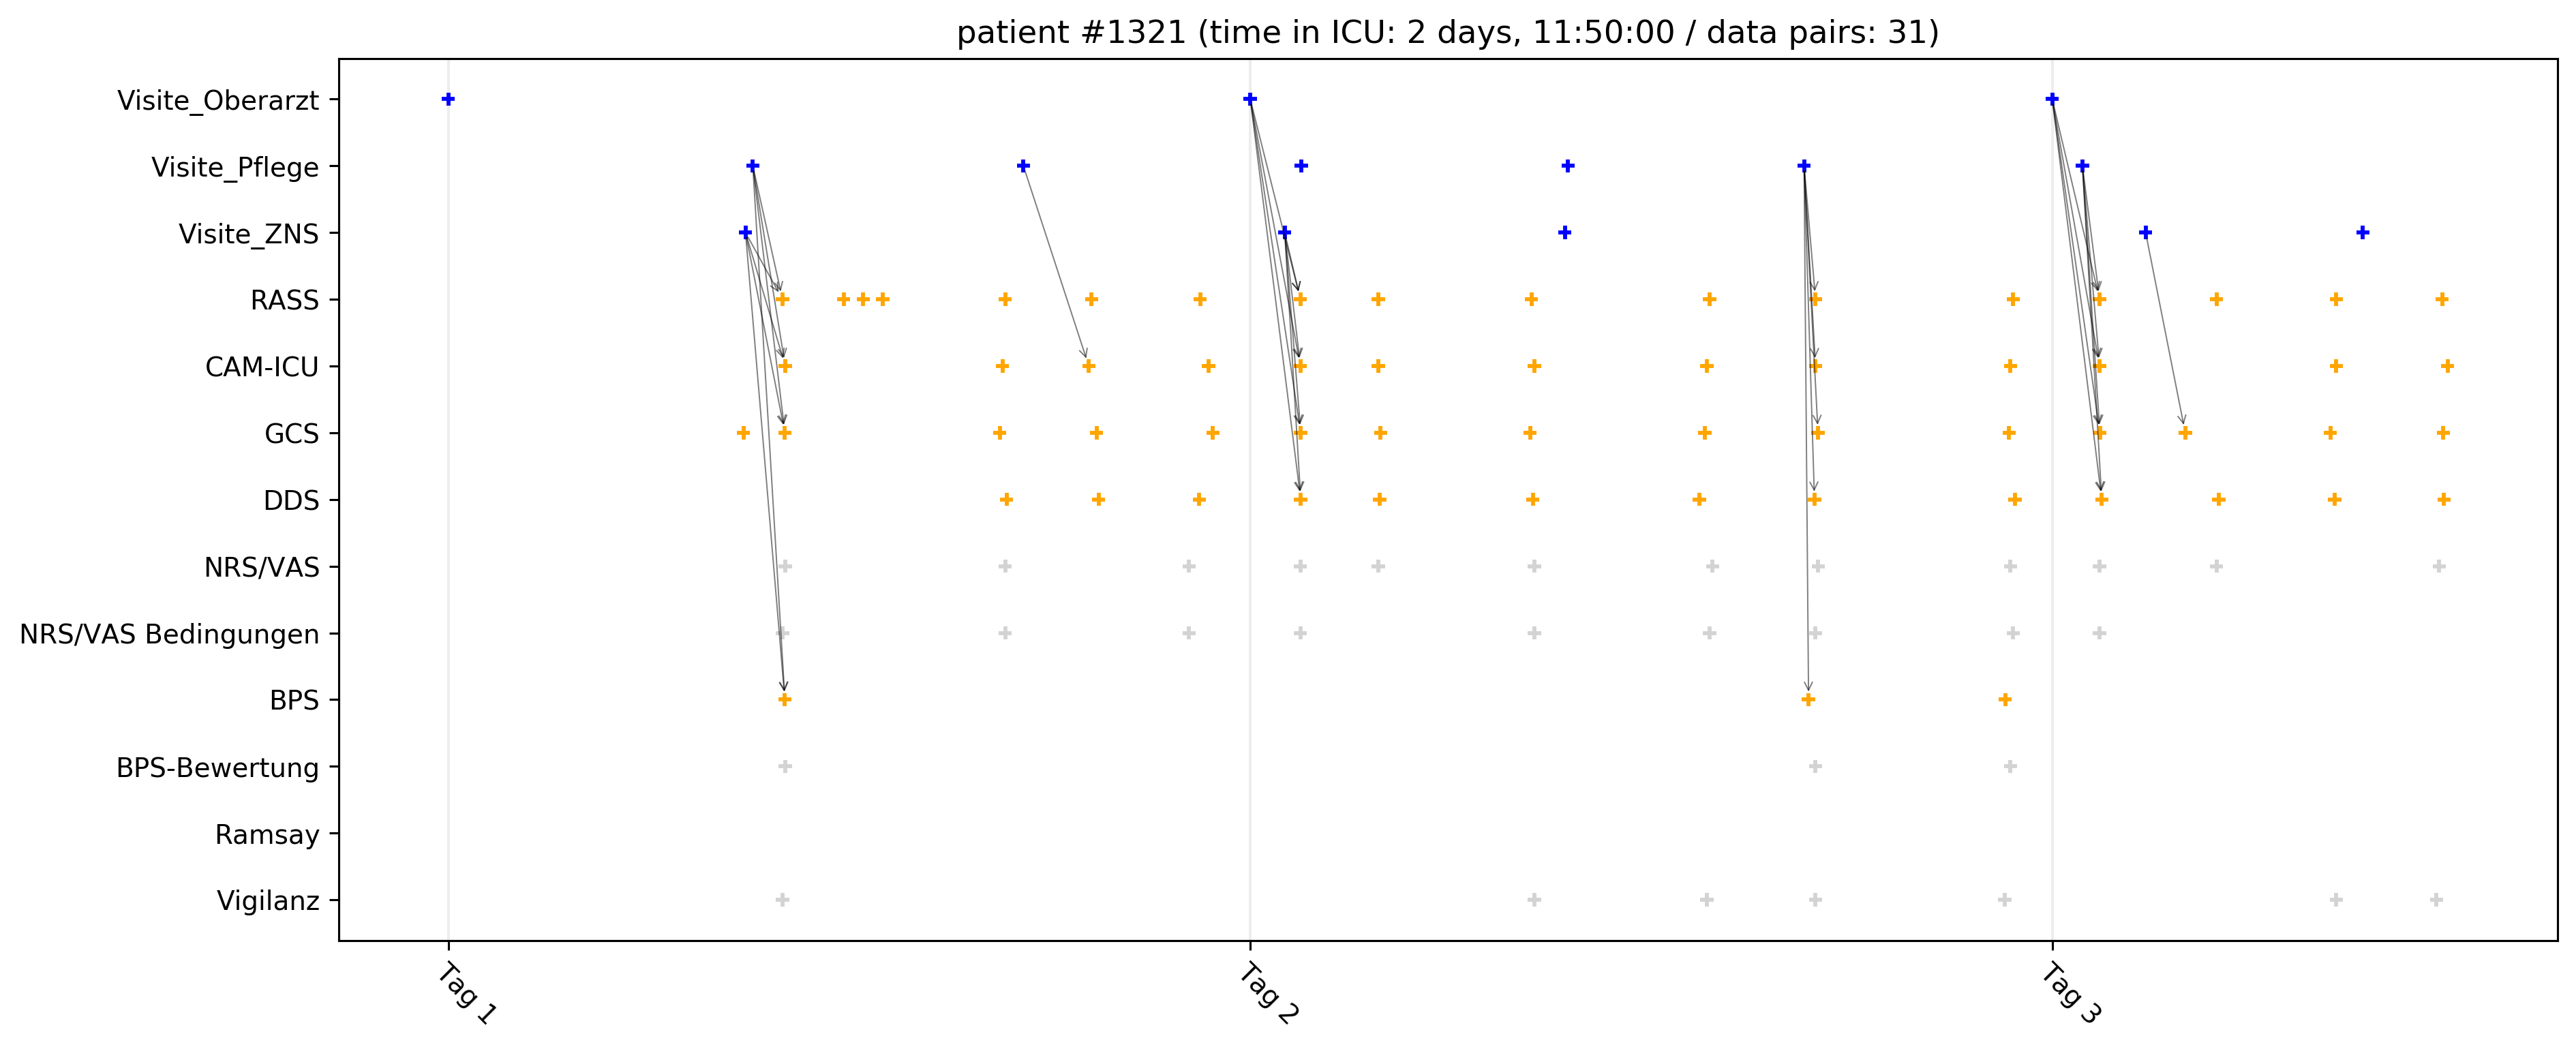 patient #1321 (time in ICU: 2 days, 11:50:00 / data pairs: 31)
Visite_Oberarzt
Visite_Pflege
Visite_ZNS
RASS
CAM-ICU
GCS
DDS
NRS/VAS
NRS/VAS Bedingungen
BPS
BPS-Bewertung
Ramsay
Vigilanz
Tag 1
Tag 2
Tag 3